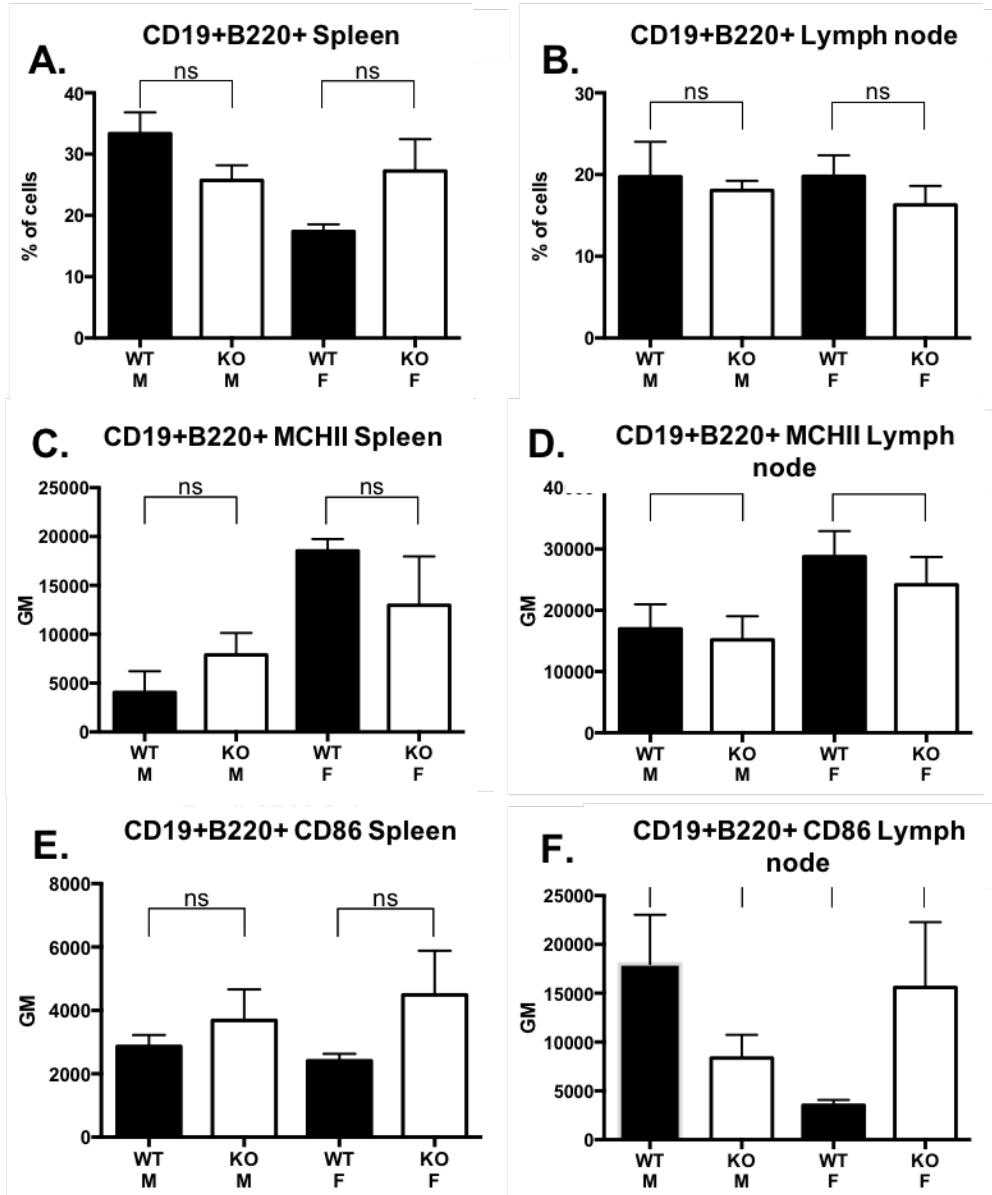 CD19+B220+ Spleen
A.
ns ns
40
30
20
10
0
% of cells
WT KO WT KO
M M F F
CD19+B220+ Lymph node
B.
ns ns
30
20
10
0
% of cells
WT KO WT KO
M M F F
C.
CD19+B220+ MCHII Spleen
ns ns
25000
20000
15000
10000
5000
0
GM
WT KO WT KO
M M F F
D.
CD19+B220+ MCHII Lymph
node
30000
20000
10000
0
GM
WT KO WT KO
M M F F
E.
CD19+B220+ CD86 Spleen
ns ns
8000
6000
4000
2000
0
GM
WT KO WT KO
M M F F
F.
CD19+B220+ CD86 Lymph
node
25000
20000
15000
10000
5000
0
GM
WT KO WT KO
M M F F